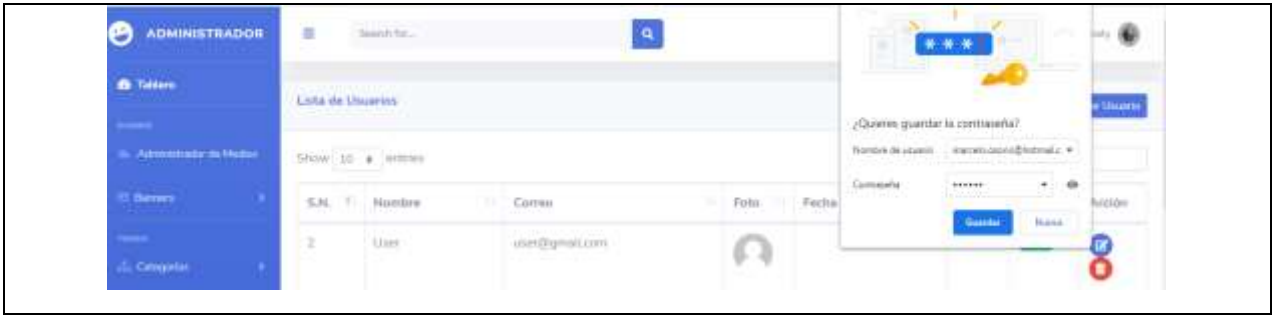 ADMINISTRADOR
Search for...
* * *
Tablero
Lista de Usuarios
Usuario
¿Quieres guardar la contraseña?
Administrador de Medios
Show 10 entries
Nombre de usuario
Contraseña
Banners
S.N. Nombre Correo Foto Fecha
Guardar Nunca
2 User user@gmail.com
Categorías